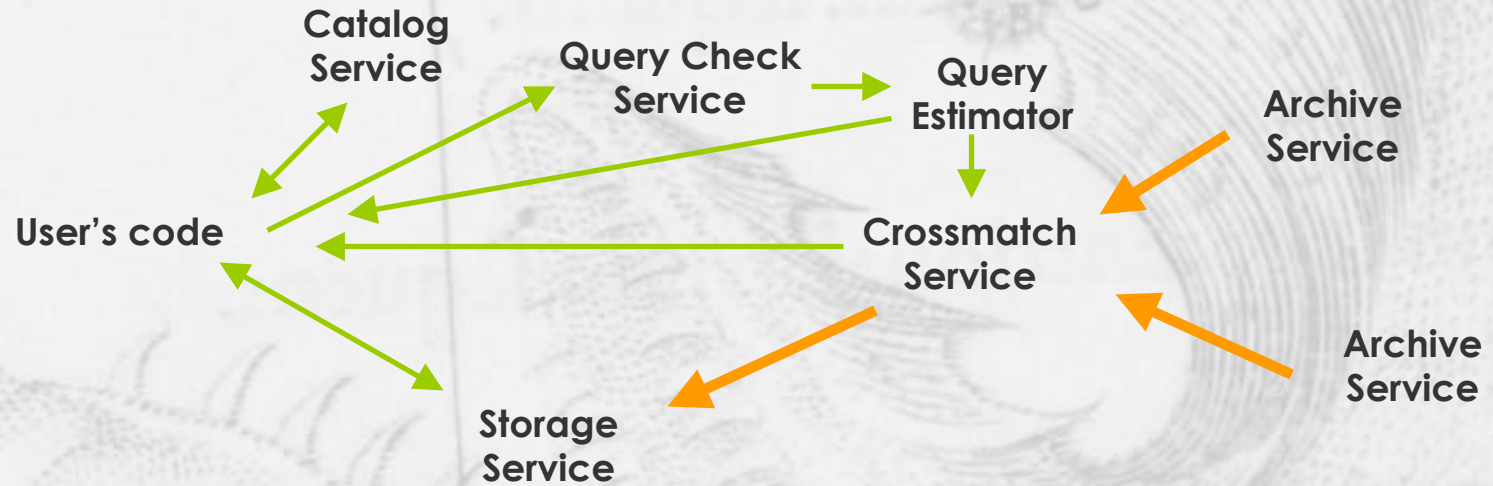 Catalog
Service
Query Check
Service
Query
Estimator
Archive
Service
User’s code
Crossmatch
Service
Archive
Service
Storage
Service